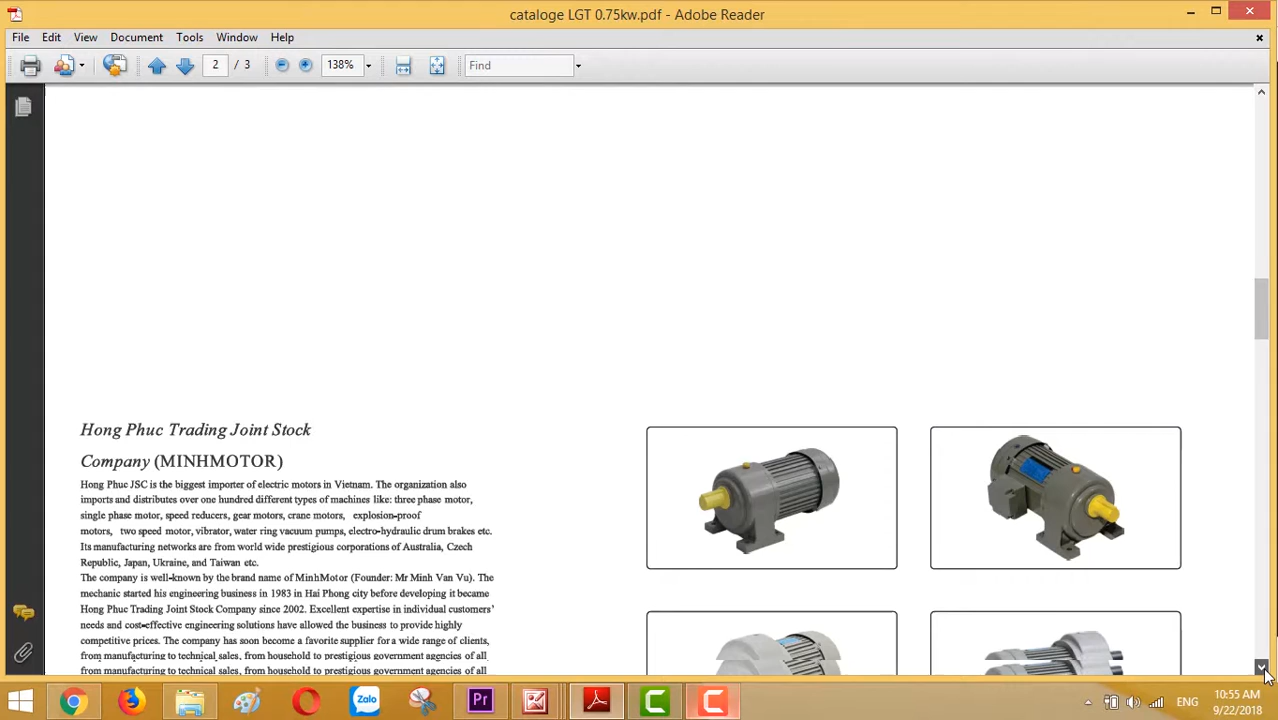 cataloge LGT 0.75kw.pdf - Adobe Reader
File Edit View Document Tools Window Help
2 / 3 138% Find
Hong Phuc Trading Joint Stock
Company (MINHMOTOR)
Hong Phuc JSC is the biggest importer of electric motors in Vietnam. The organization also
imports and distributes over one hundred different types of machines like: three phase motor,
single phase motor, speed reducers, gear motors, crane motors, explosion-proof
motors, two speed motor, vibrator, water ring vacuum pumps, electro-hydraulic drum brakes etc.
Its manufacturing networks are from world wide prestigious corporations of Australia, Czech
Republic, Japan, Ukraine, and Taiwan etc.
The company is well-known by the brand name of MinhMotor (Founder: Mr Minh Van Vu). The
mechanic started his engineering business in 1983 in Hai Phong city before developing it became
Hong Phuc Trading Joint Stock Company since 2002. Excellent expertise in individual customers'
needs and cost-effective engineering solutions have allowed the business to provide highly
competitive prices. The company has soon become a favorite supplier for a wide range of clients,
from manufacturing to technical sales, from household to prestigious government agencies of all
from manufacturing to technical sales, from household to prestigious government agencies of all
Zalo
Pr
ENG
10:55 AM
9/22/2018